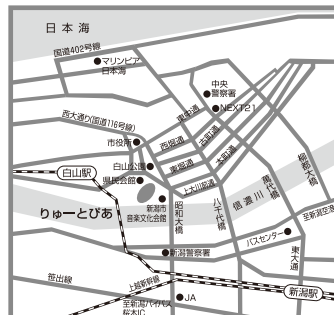 日本海
国道402号線
マリンピア
日本海
中央
警察署
NEXT21
西大通り(国道116号線)
東中通
西堀通
古町通
本町通
東堀通
上大川前通
市役所
白山公園
県民会館
白山駅
りゅーとぴあ
新潟市
音楽文化会館
昭和大橋
八千代橋
信濃川
萬代橋
柳都大橋
至新潟空港
バスセンター
東大通
新潟警察署
笹出線
上越新幹線
至新潟バイパス
桜木IC
JA
新潟駅